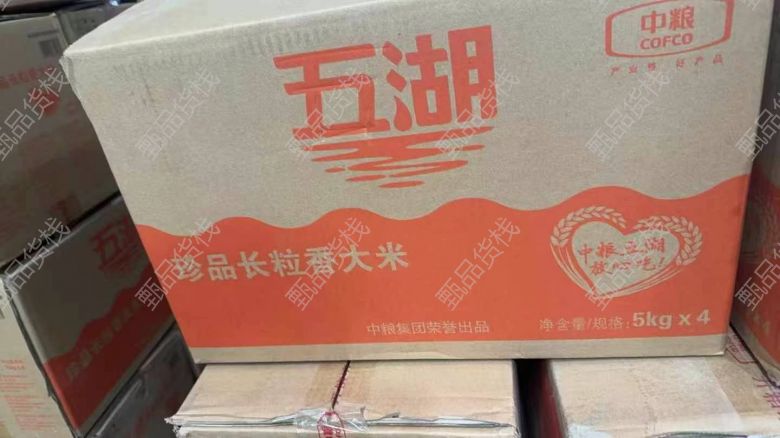 中粮
COFCO
产业链 好产品
五湖
珍品长粒香大米
中粮五湖
放心吃!
中粮集团荣誉出品
净含量/规格: 5kg x 4
甄品货栈